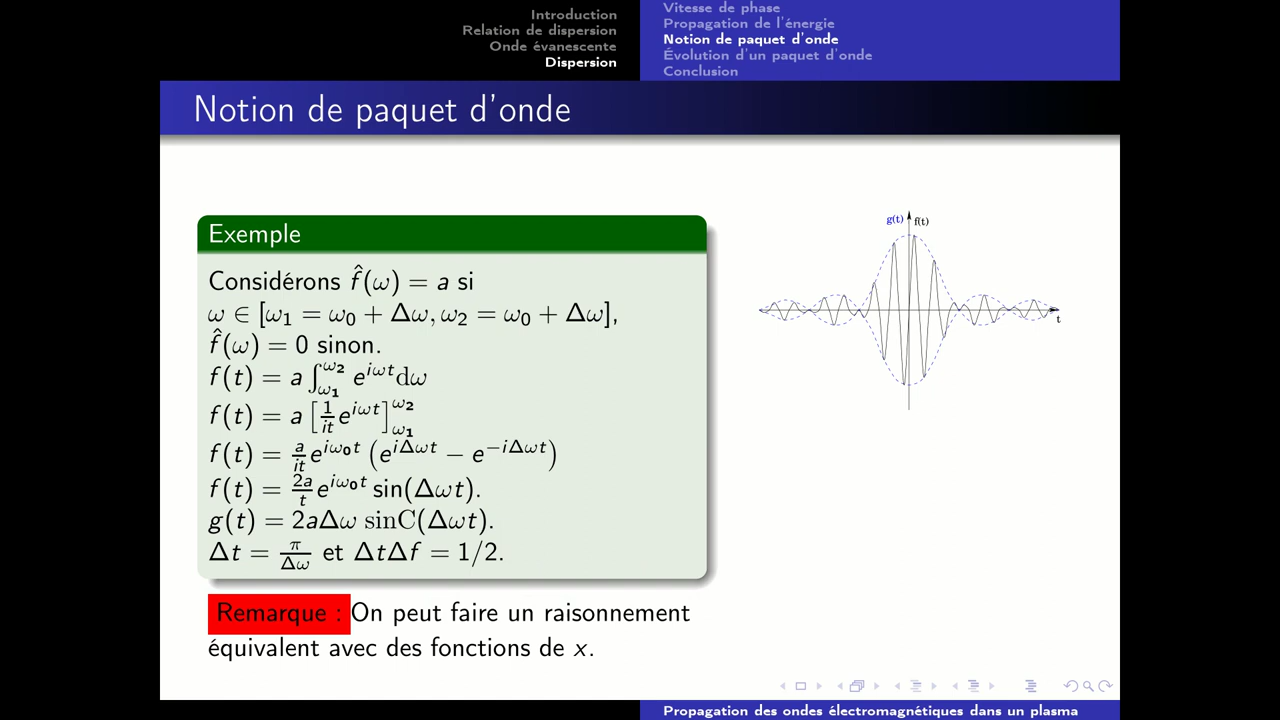 Introduction
Relation de dispersion
Onde évanescente
Dispersion
Vitesse de phase
Propagation de l'énergie
Notion de paquet d'onde
Évolution d'un paquet d'onde
Conclusion
Notion de paquet d'onde
Exemple
Considérons f̂(ω) = a si
ω ∈ [ω₁ = ω₀ + Δω, ω₂ = ω₀ + Δω],
f̂(ω) = 0 sinon.
f(t) = a ∫_{ω₁}^{ω₂} e^{iωt} dω
f(t) = a [1/it e^{iωt}]_{ω₁}^{ω₂}
f(t) = a/it e^{iω₀t} (e^{iΔωt} − e^{−iΔωt})
f(t) = 2a/t e^{iω₀t} sin(Δωt).
g(t) = 2aΔω sinC(Δωt).
Δt = π/Δω et ΔtΔf = 1/2.
Remarque : On peut faire un raisonnement
équivalent avec des fonctions de x.
g(t) f(t)
t
Propagation des ondes électromagnétiques dans un plasma